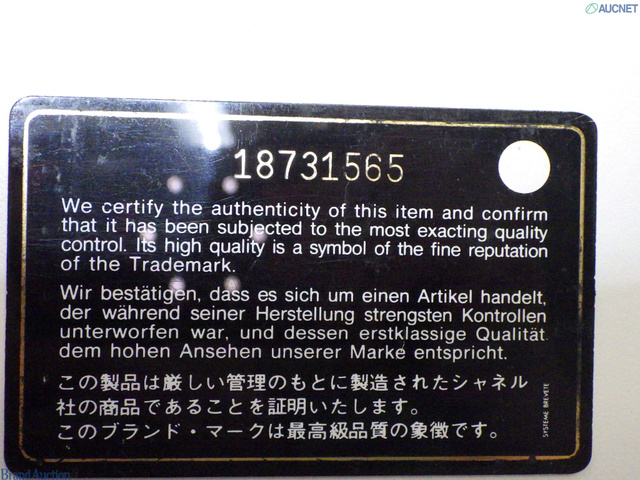 AUCNET
18731565
We certify the authenticity of this item and confirm
that it has been subjected to the most exacting quality
control. Its high quality is a symbol of the fine reputation
of the Trademark.
Wir bestätigen, dass es sich um einen Artikel handelt,
der während seiner Herstellung strengsten Kontrollen
unterworfen war, und dessen erstklassige Qualität
dem hohen Ansehen unserer Marke entspricht.
この製品は厳しい管理のもとに製造されたシャネル
社の商品であることを証明いたします。
このブランド・マークは最高級品質の象徴です。
SYSTEME BREVETE
Brand Auction